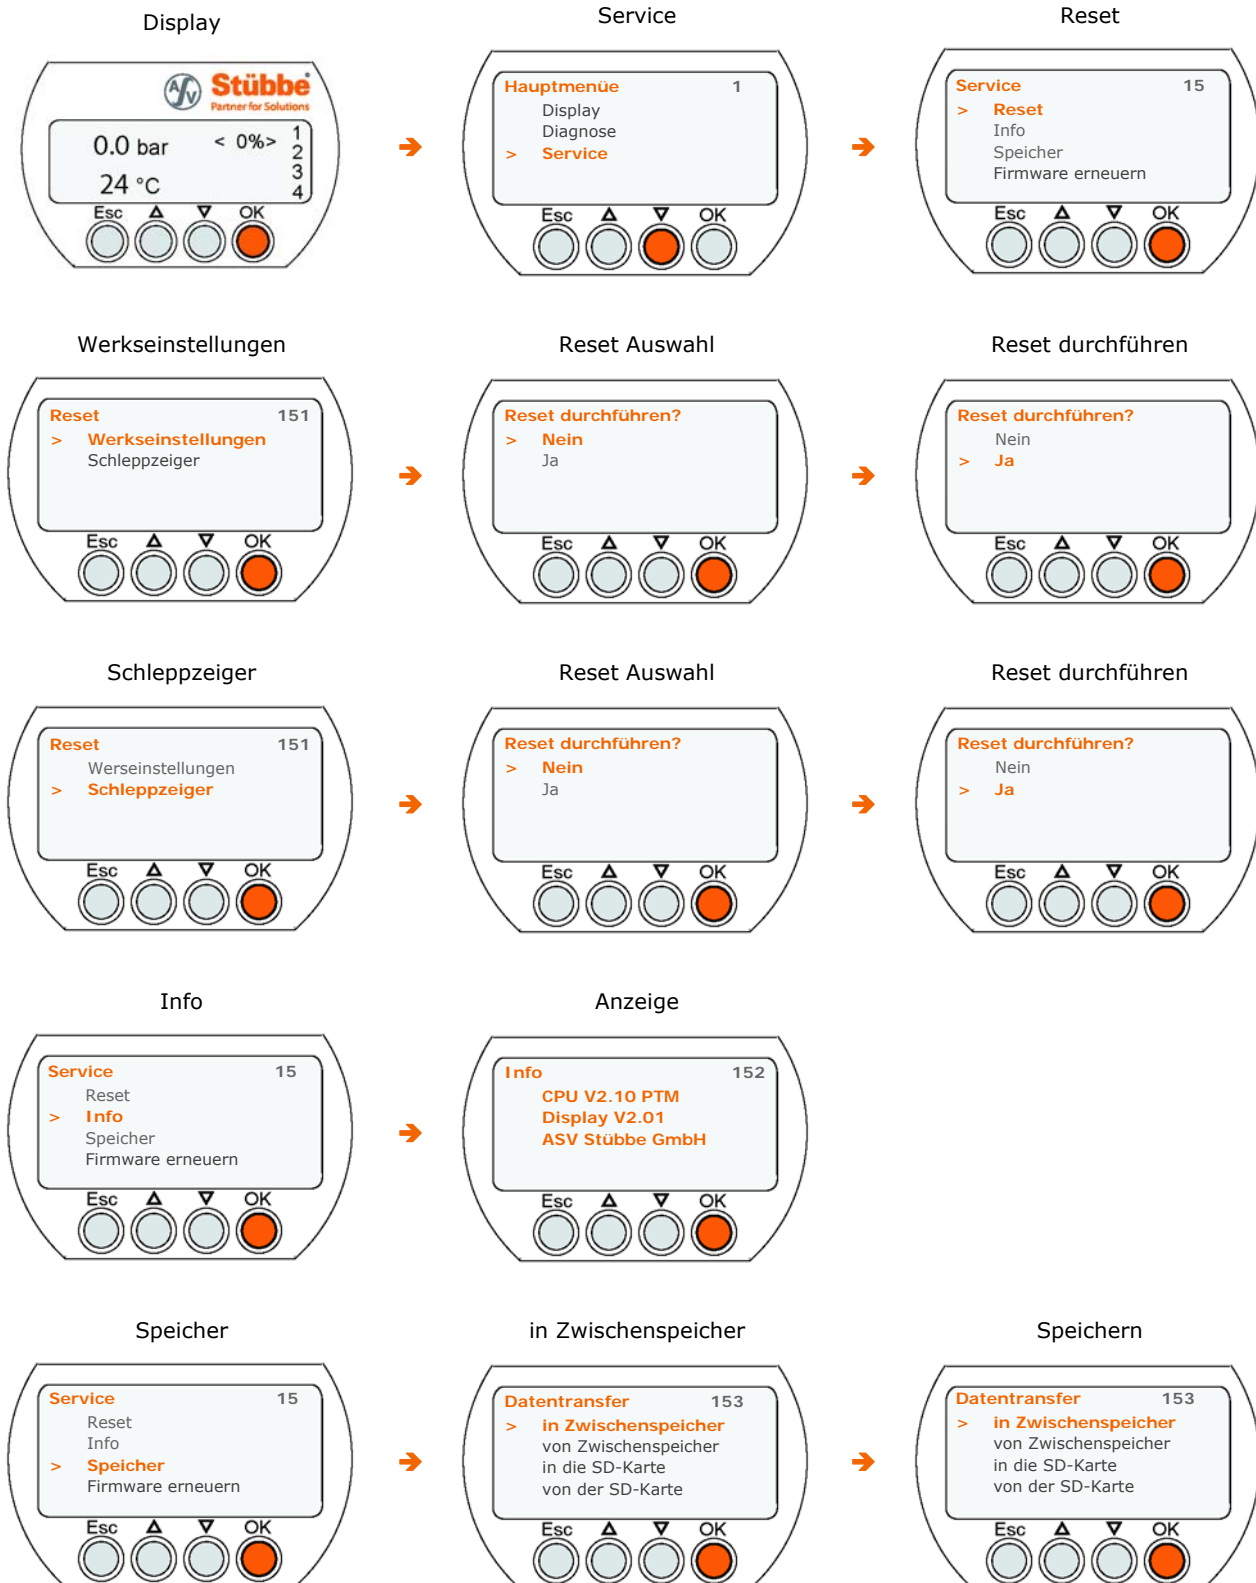 Display
Service
Reset
ASV Stübbe
Partner for Solutions
0.0 bar < 0%> 1
2
3
24 °C 4
Esc OK
Hauptmenüe 1
Display
Diagnose
> Service
Esc OK
Service 15
> Reset
Info
Speicher
Firmware erneuern
Esc OK
Werkseinstellungen
Reset Auswahl
Reset durchführen
Reset 151
> Werkseinstellungen
Schleppzeiger
Esc OK
Reset durchführen?
> Nein
Ja
Esc OK
Reset durchführen?
Nein
> Ja
Esc OK
Schleppzeiger
Reset Auswahl
Reset durchführen
Reset 151
Werseinstellungen
> Schleppzeiger
Esc OK
Reset durchführen?
> Nein
Ja
Esc OK
Reset durchführen?
Nein
> Ja
Esc OK
Info
Anzeige
Service 15
Reset
> Info
Speicher
Firmware erneuern
Esc OK
Info 152
CPU V2.10 PTM
Display V2.01
ASV Stübbe GmbH
Esc OK
Speicher
in Zwischenspeicher
Speichern
Service 15
Reset
Info
> Speicher
Firmware erneuern
Esc OK
Datentransfer 153
> in Zwischenspeicher
von Zwischenspeicher
in die SD-Karte
von der SD-Karte
Esc OK
Datentransfer 153
> in Zwischenspeicher
von Zwischenspeicher
in die SD-Karte
von der SD-Karte
Esc OK